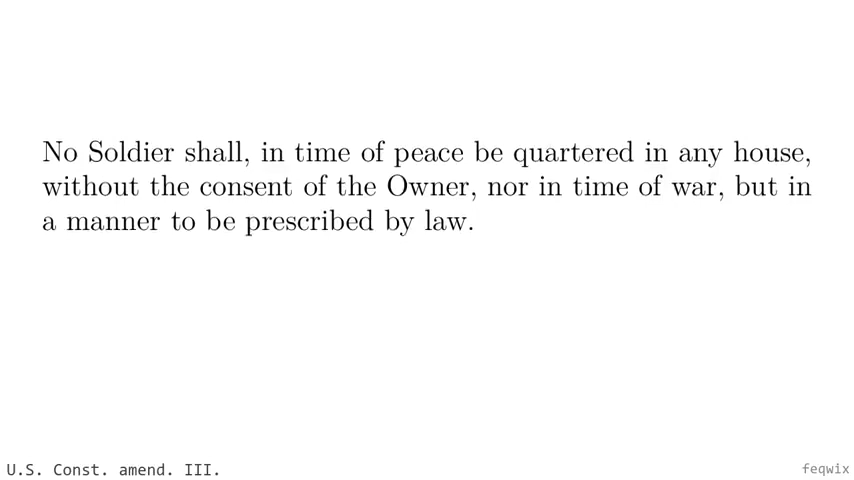 No Soldier shall, in time of peace be quartered in any house,
without the consent of the Owner, nor in time of war, but in
a manner to be prescribed by law.
U.S. Const. amend. III.
feqwix